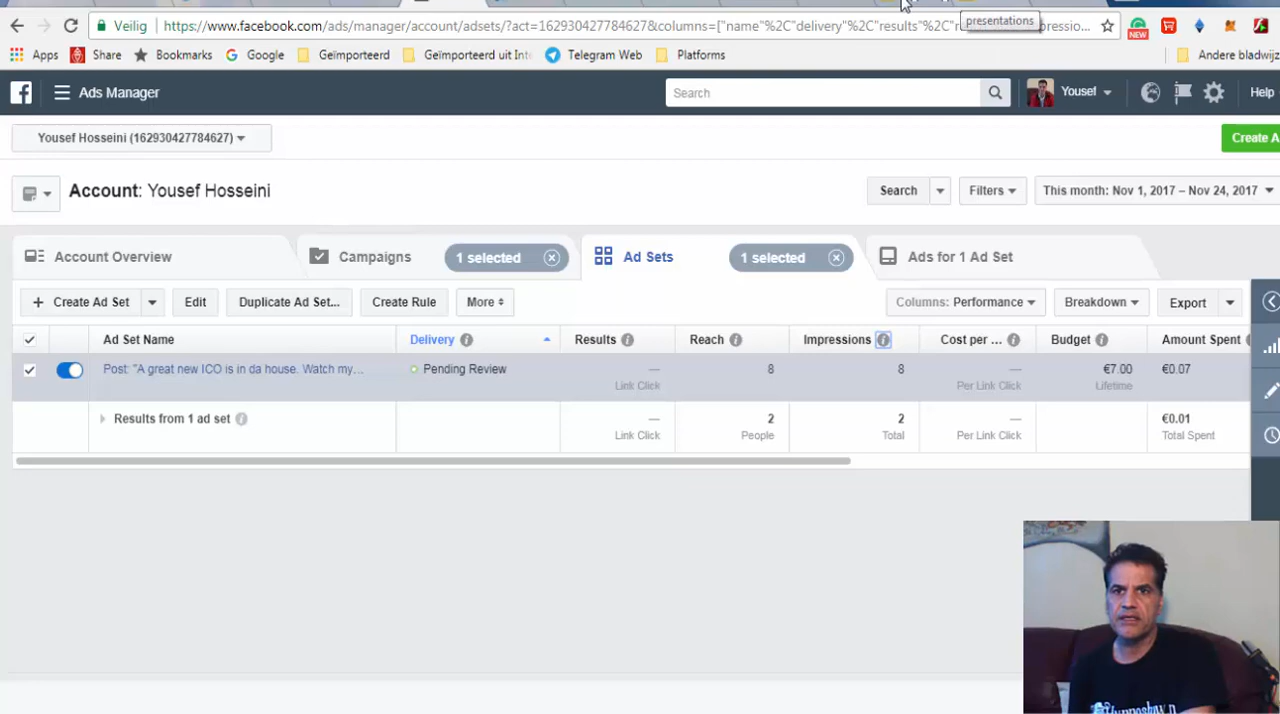 Veilig
https://www.facebook.com/ads/manager/account/adsets/?act=162930427784627&columns=["name"%2C"delivery"%2C"results"%2C"r
pressio...
presentations
NEW
Apps
Share
Bookmarks
Google
Geïmporteerd
Geïmporteerd uit Int
Telegram Web
Platforms
Andere bladwijz
Ads Manager
Search
Yousef
Help
Yousef Hosseini (162930427784627)
Create A
Account: Yousef Hosseini
Search
Filters
This month: Nov 1, 2017 – Nov 24, 2017
Account Overview
Campaigns
1 selected
Ad Sets
1 selected
Ads for 1 Ad Set
+ Create Ad Set
Edit
Duplicate Ad Set...
Create Rule
More
Columns: Performance
Breakdown
Export
Ad Set Name
Delivery
Results
Reach
Impressions
Cost per ...
Budget
Amount Spent
Post: "A great new ICO is in da house. Watch my...
Pending Review
—
Link Click
8
8
—
Per Link Click
€7.00
Lifetime
€0.07
Results from 1 ad set
—
Link Click
2
People
2
Total
—
Per Link Click
€0.01
Total Spent